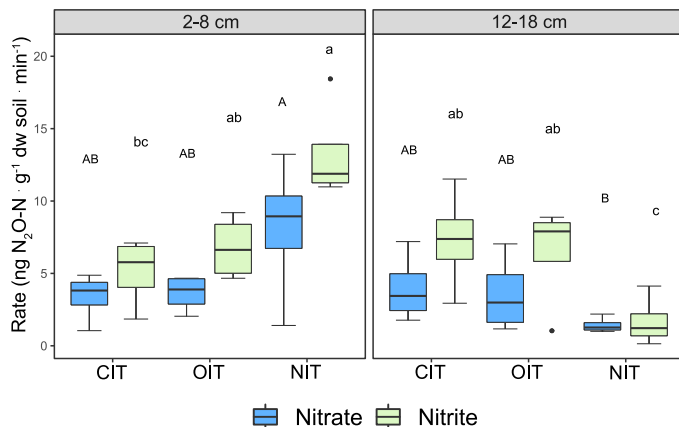 2-8 cm
12-18 cm
Rate (ng N₂O-N · g⁻¹ dw soil · min⁻¹)
20
15
10
5
0
AB
bc
AB
ab
A
a
AB
ab
AB
ab
B
c
CIT
OIT
NIT
CIT
OIT
NIT
Nitrate
Nitrite